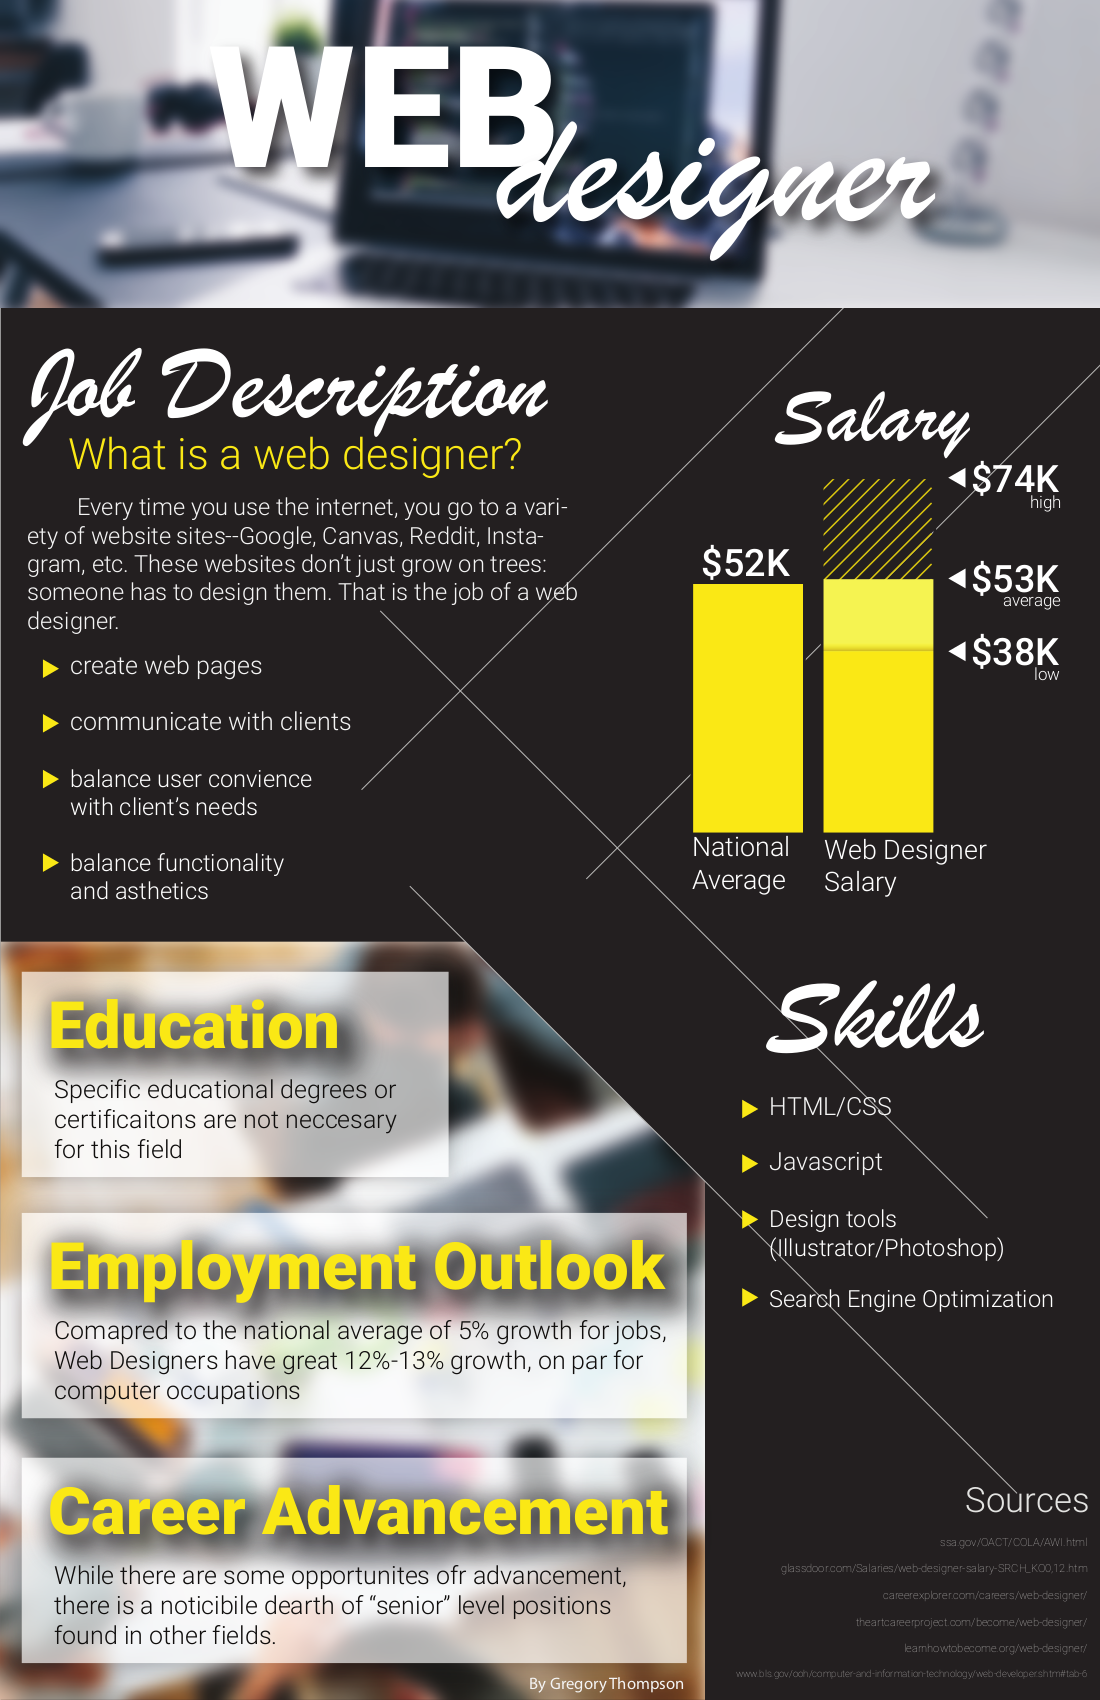 WEB
designer
Job Description
What is a web designer?
Every time you use the internet, you go to a vari-
ety of website sites--Google, Canvas, Reddit, Insta-
gram, etc. These websites don't just grow on trees:
someone has to design them. That is the job of a web
designer.
create web pages
communicate with clients
balance user convience
with client's needs
balance functionality
and asthetics
Salary
$74K
high
$52K
$53K
average
$38K
low
National
Average
Web Designer
Salary
Education
Specific educational degrees or
certificaitons are not neccesary
for this field
Employment Outlook
Comapred to the national average of 5% growth for jobs,
Web Designers have great 12%-13% growth, on par for
computer occupations
Career Advancement
While there are some opportunites ofr advancement,
there is a noticibile dearth of “senior” level positions
found in other fields.
By Gregory Thompson
Skills
HTML/CSS
Javascript
Design tools
(Illustrator/Photoshop)
Search Engine Optimization
Sources
ssa.gov/OACT/COLA/AWI.html
glassdoor.com/Salaries/web-designer-salary-SRCH_KO0,12.htm
careerexplorer.com/careers/web-designer/
theartcareerproject.com/become/web-designer/
learnhowtobecome.org/web-designer/
www.bls.gov/ooh/computer-and-information-technology/web-developers.htm#tab-6